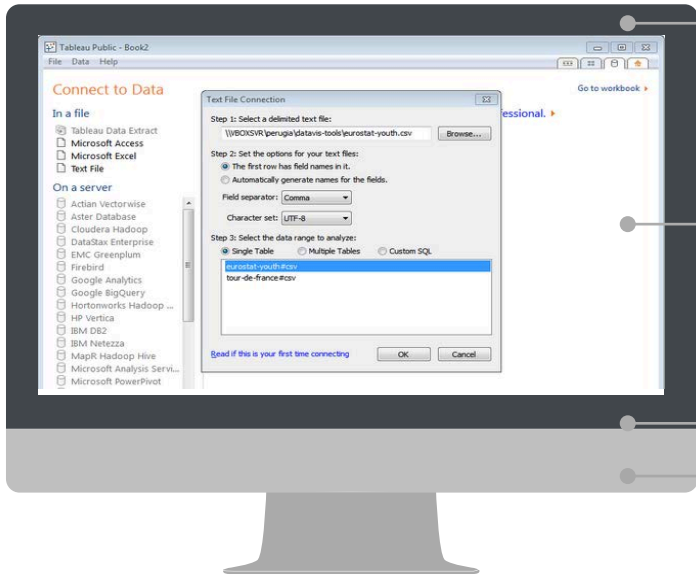 Tableau Public - Book2
File Data Help
Connect to Data
Go to workbook
In a file
Tableau Data Extract
Microsoft Access
Microsoft Excel
Text File
On a server
Actian Vectorwise
Aster Database
Cloudera Hadoop
DataStax Enterprise
EMC Greenplum
Firebird
Google Analytics
Google BigQuery
Hortonworks Hadoop ...
HP Vertica
IBM DB2
IBM Netezza
MapR Hadoop Hive
Microsoft Analysis Servi...
Microsoft PowerPivot
essional.
Text File Connection
Step 1: Select a delimited text file:
\\VBOXSVR\perugia\datavis-tools\eurostat-youth.csv
Browse...
Step 2: Set the options for your text files:
The first row has field names in it.
Automatically generate names for the fields.
Field separator: Comma
Character set: UTF-8
Step 3: Select the data range to analyze:
Single Table Multiple Tables Custom SQL
eurostat-youth#csv
tour-de-france#csv
Read if this is your first time connecting
OK Cancel